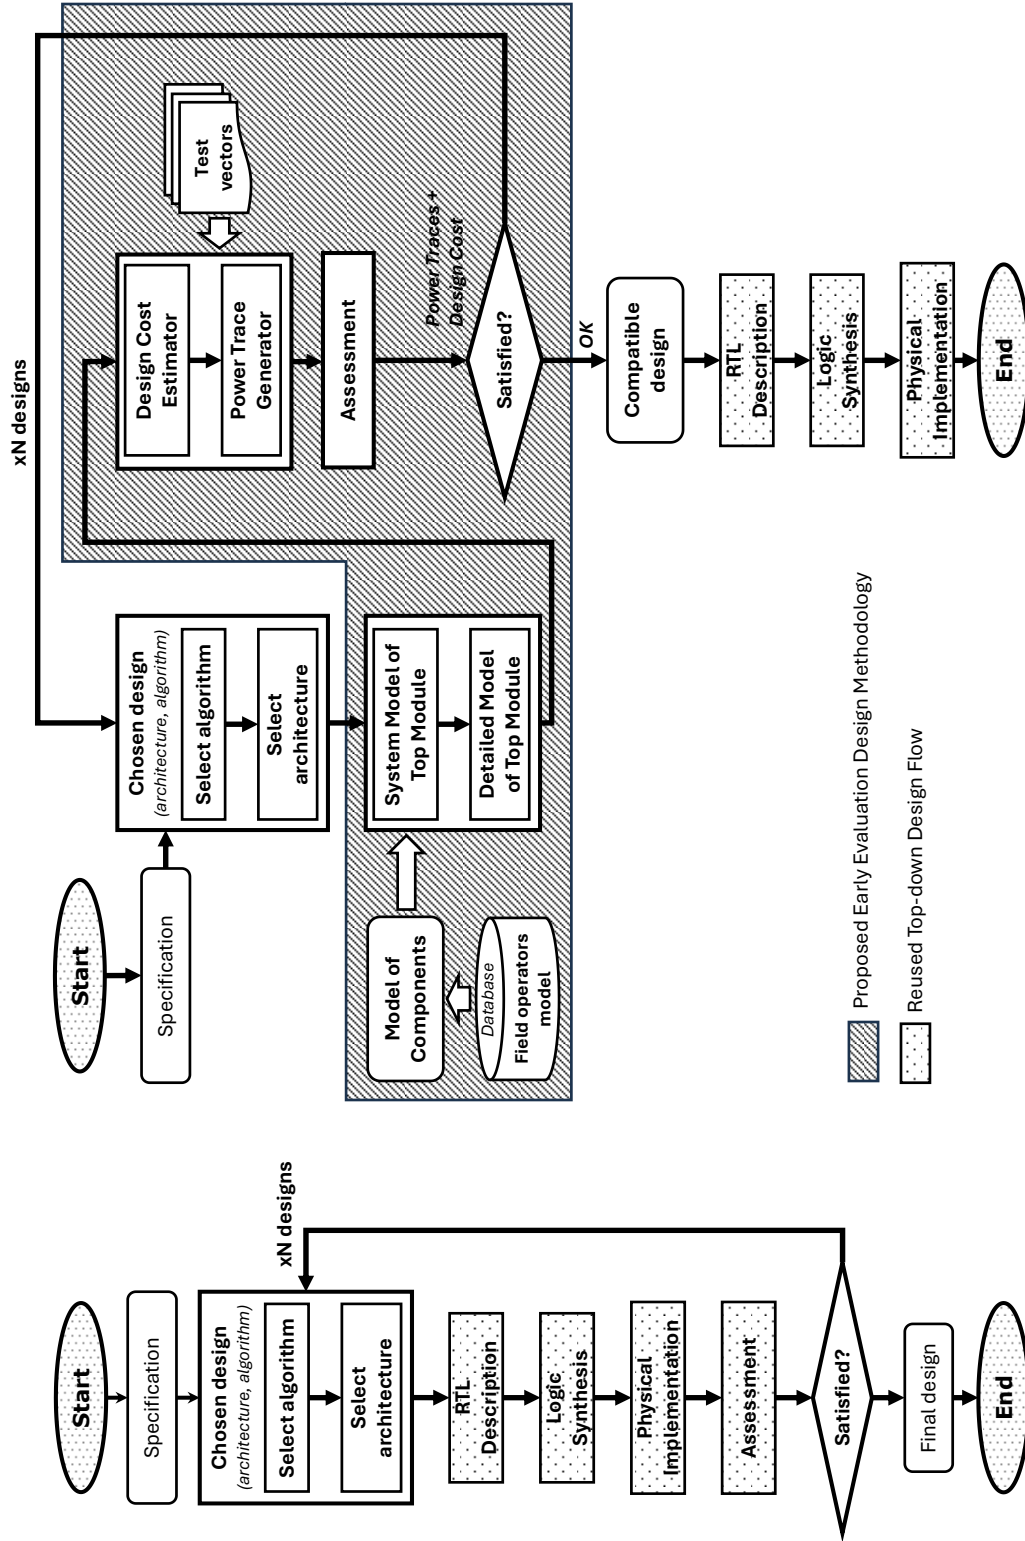 Start
Specification
Chosen design
(architecture, algorithm)
Select algorithm
Select
architecture
RTL
Description
Logic
Synthesis
Physical
Implementation
Assessment
Satisfied?
Final design
End
xN designs
Start
Specification
Chosen design
(architecture, algorithm)
Select algorithm
Select
architecture
Model of
Components
Database
Field operators
model
System Model of
Top Module
Detailed Model
of Top Module
xN designs
Design Cost
Estimator
Power Trace
Generator
Test
vectors
Assessment
Power Traces +
Design Cost
Satisfied?
OK
Compatible
design
RTL
Description
Logic
Synthesis
Physical
Implementation
End
Proposed Early Evaluation Design Methodology
Reused Top-down Design Flow